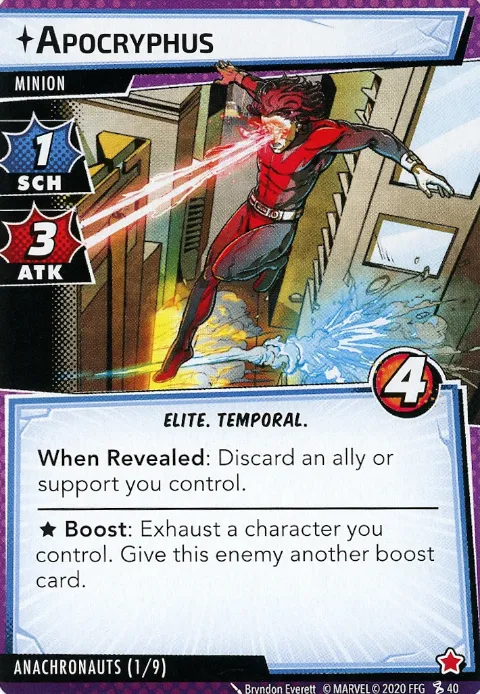 APOCRYPHUS
MINION
1
SCH
3
ATK
4
ELITE. TEMPORAL.
When Revealed: Discard an ally or
support you control.
★ Boost: Exhaust a character you
control. Give this enemy another boost
card.
ANACHRONAUTS (1/9)
Bryndon Everett © MARVEL © 2020 FFG 40